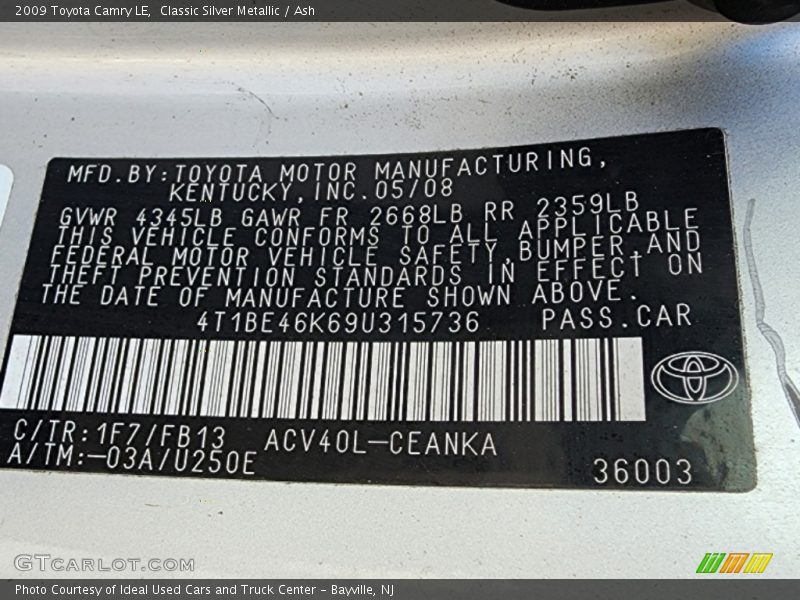 2009 Toyota Camry LE,  Classic Silver Metallic / Ash
MFD.BY:TOYOTA MOTOR MANUFACTURING,
KENTUCKY,INC.05/08
GVWR 4345LB GAWR FR 2668LB RR 2359LB
THIS VEHICLE CONFORMS TO ALL APPLICABLE
FEDERAL MOTOR VEHICLE SAFETY,BUMPER,AND
THEFT PREVENTION STANDARDS IN EFFECT ON
THE DATE OF MANUFACTURE SHOWN ABOVE.
4T1BE46K69U315736 PASS.CAR
C/TR:1F7/FB13 ACV40L-CEANKA
A/TM:-03A/U250E
36003
GTCARLOT.COM
Photo Courtesy of Ideal Used Cars and Truck Center - Bayville, NJ